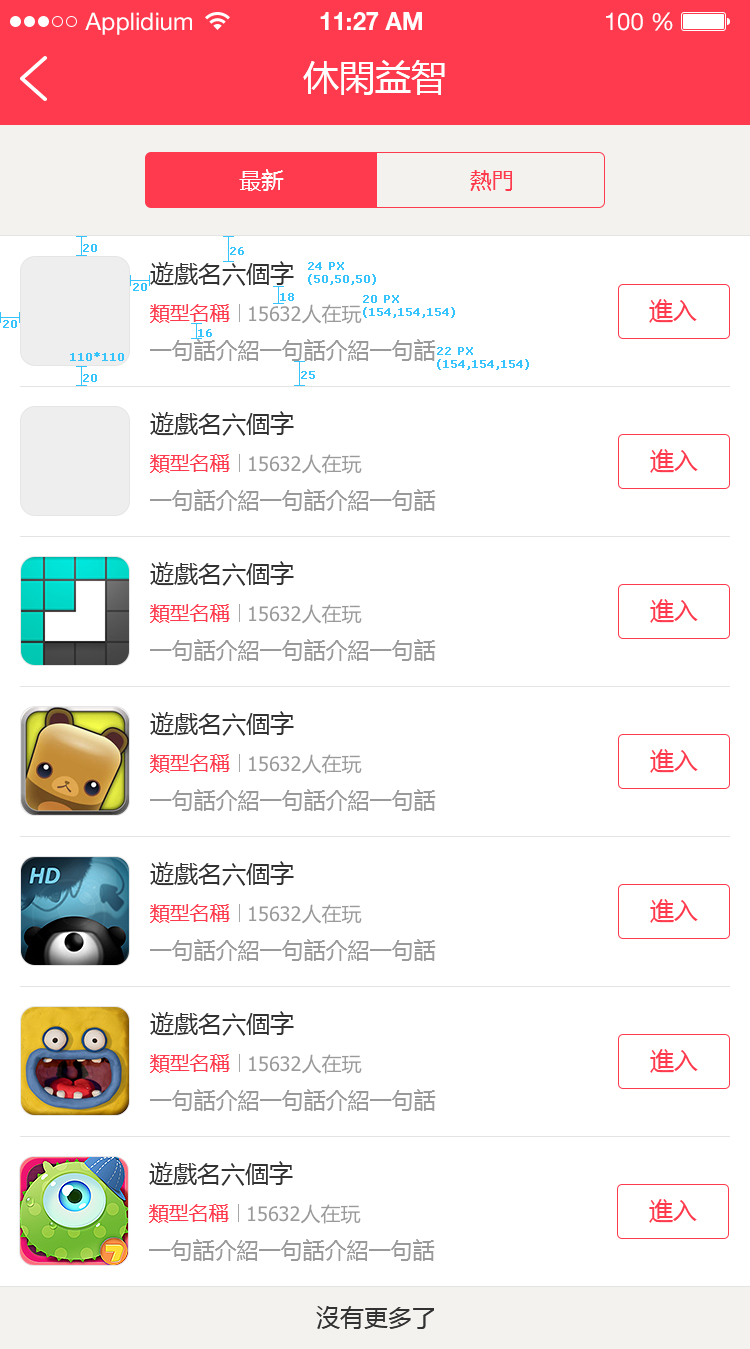 Applidium 11:27 AM 100 %
休閑益智
最新 熱門
20 26
遊戲名六個字 24 PX
(50,50,50)
20
18
20 PX
類型名稱 15632人在玩 (154,154,154)
20
16
進入
一句話介紹一句話介紹一句話 22 PX
110*110 (154,154,154)
20 25
遊戲名六個字
類型名稱 15632人在玩
進入
一句話介紹一句話介紹一句話
遊戲名六個字
類型名稱 15632人在玩
進入
一句話介紹一句話介紹一句話
遊戲名六個字
類型名稱 15632人在玩
進入
一句話介紹一句話介紹一句話
HD
遊戲名六個字
類型名稱 15632人在玩
進入
一句話介紹一句話介紹一句話
遊戲名六個字
類型名稱 15632人在玩
進入
一句話介紹一句話介紹一句話
遊戲名六個字
類型名稱 15632人在玩
進入
一句話介紹一句話介紹一句話
7
沒有更多了